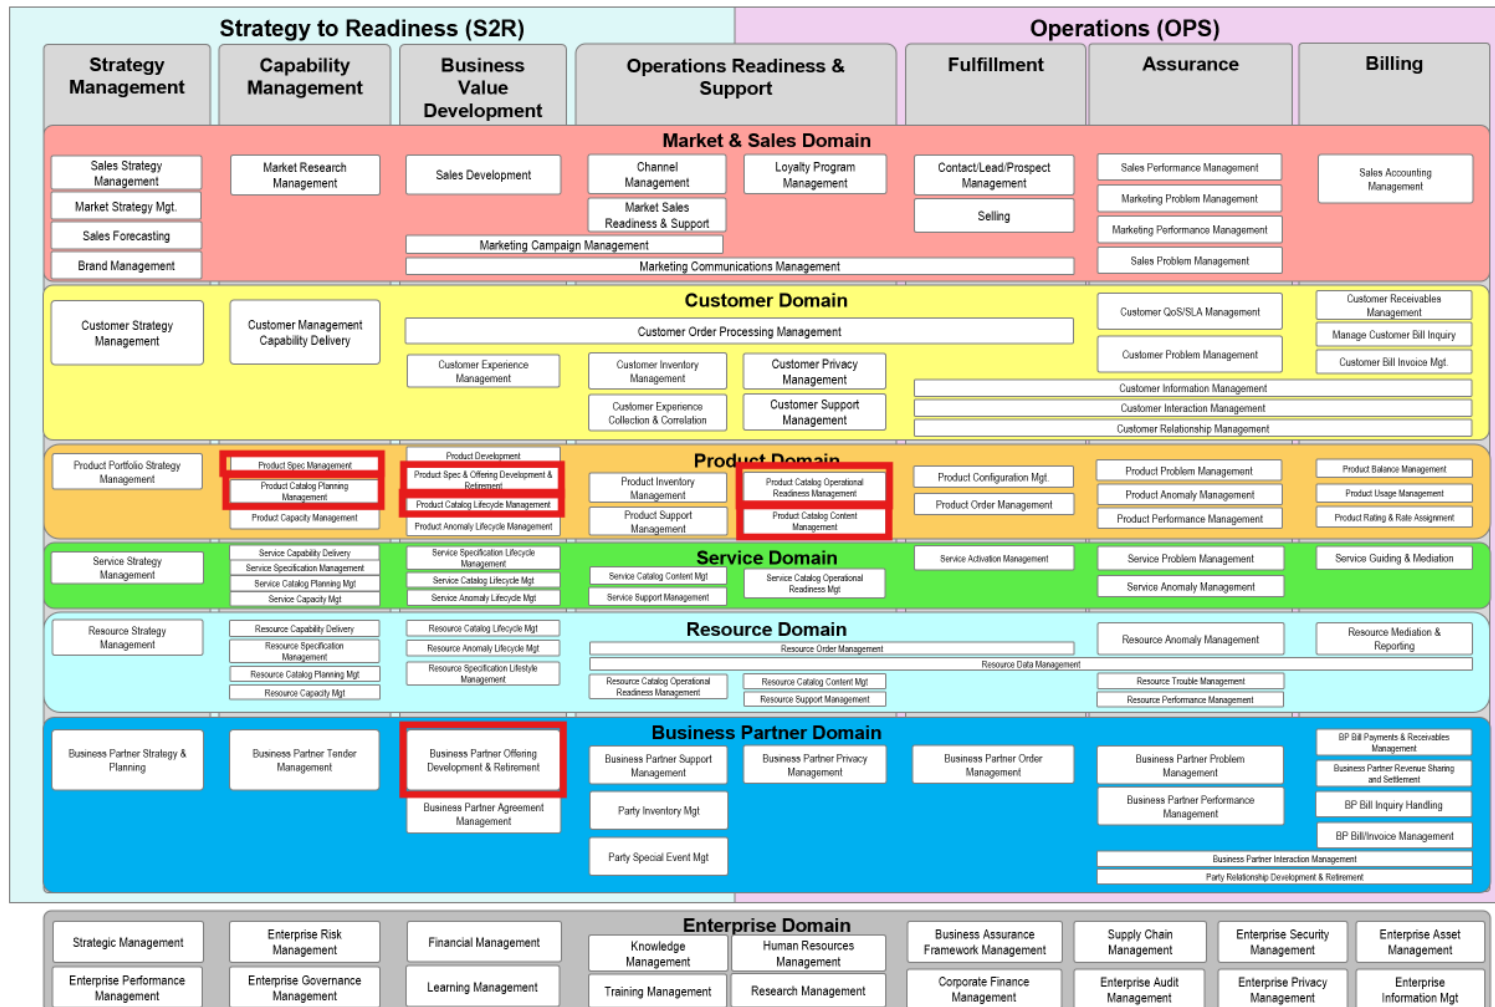 Strategy to Readiness (S2R)
Operations (OPS)
Strategy
Management
Capability
Management
Business
Value
Development
Operations Readiness &
Support
Fulfillment
Assurance
Billing
Market & Sales Domain
Sales Strategy
Management
Market Strategy Mgt.
Sales Forecasting
Brand Management
Market Research
Management
Sales Development
Channel
Management
Loyalty Program
Management
Market Sales
Readiness & Support
Marketing Campaign Management
Marketing Communications Management
Contact/Lead/Prospect
Management
Selling
Sales Performance Management
Marketing Problem Management
Marketing Performance Management
Sales Problem Management
Sales Accounting
Management
Customer Domain
Customer Strategy
Management
Customer Management
Capability Delivery
Customer Order Processing Management
Customer Experience
Management
Customer Inventory
Management
Customer Privacy
Management
Customer Experience
Collection & Correlation
Customer Support
Management
Customer QoS/SLA Management
Customer Problem Management
Customer Receivables
Management
Manage Customer Bill Inquiry
Customer Bill Invoice Mgt.
Customer Information Management
Customer Interaction Management
Customer Relationship Management
Product Domain
Product Portfolio Strategy
Management
Product Spec Management
Product Catalog Planning
Management
Product Capacity Management
Product Development
Product Spec & Offering Development &
Retirement
Product Catalog Lifecycle Management
Product Anomaly Lifecycle Management
Product Inventory
Management
Product Support
Management
Product Catalog Operational
Readiness Management
Product Catalog Content
Management
Product Configuration Mgt.
Product Order Management
Product Problem Management
Product Anomaly Management
Product Performance Management
Product Balance Management
Product Usage Management
Product Rating & Rate Assignment
Service Domain
Service Strategy
Management
Service Capability Delivery
Service Specification Management
Service Catalog Planning Mgt
Service Capacity Mgt
Service Specification Lifecycle
Management
Service Catalog Lifecycle Mgt
Service Anomaly Lifecycle Mgt
Service Catalog Content Mgt
Service Support Management
Service Catalog Operational
Readiness Mgt
Service Activation Management
Service Problem Management
Service Anomaly Management
Service Guiding & Mediation
Resource Domain
Resource Strategy
Management
Resource Capability Delivery
Resource Specification
Management
Resource Catalog Planning Mgt
Resource Capacity Mgt
Resource Catalog Lifecycle Mgt
Resource Anomaly Lifecycle Mgt
Resource Specification Lifestyle
Management
Resource Order Management
Resource Data Management
Resource Catalog Operational
Readiness Management
Resource Catalog Content Mgt
Resource Support Management
Resource Anomaly Management
Resource Trouble Management
Resource Performance Management
Resource Mediation &
Reporting
Business Partner Domain
Business Partner Strategy &
Planning
Business Partner Tender
Management
Business Partner Offering
Development & Retirement
Business Partner Agreement
Management
Business Partner Support
Management
Business Partner Privacy
Management
Party Inventory Mgt
Party Special Event Mgt
Business Partner Order
Management
Business Partner Problem
Management
Business Partner Performance
Management
BP Bill Payments & Receivables
Management
Business Partner Revenue Sharing
and Settlement
BP Bill Inquiry Handling
BP Bill/Invoice Management
Business Partner Interaction Management
Party Relationship Development & Retirement
Enterprise Domain
Strategic Management
Enterprise Risk
Management
Financial Management
Knowledge
Management
Human Resources
Management
Business Assurance
Framework Management
Supply Chain
Management
Enterprise Security
Management
Enterprise Asset
Management
Enterprise Performance
Management
Enterprise Governance
Management
Learning Management
Training Management
Research Management
Corporate Finance
Management
Enterprise Audit
Management
Enterprise Privacy
Management
Enterprise
Information Mgt